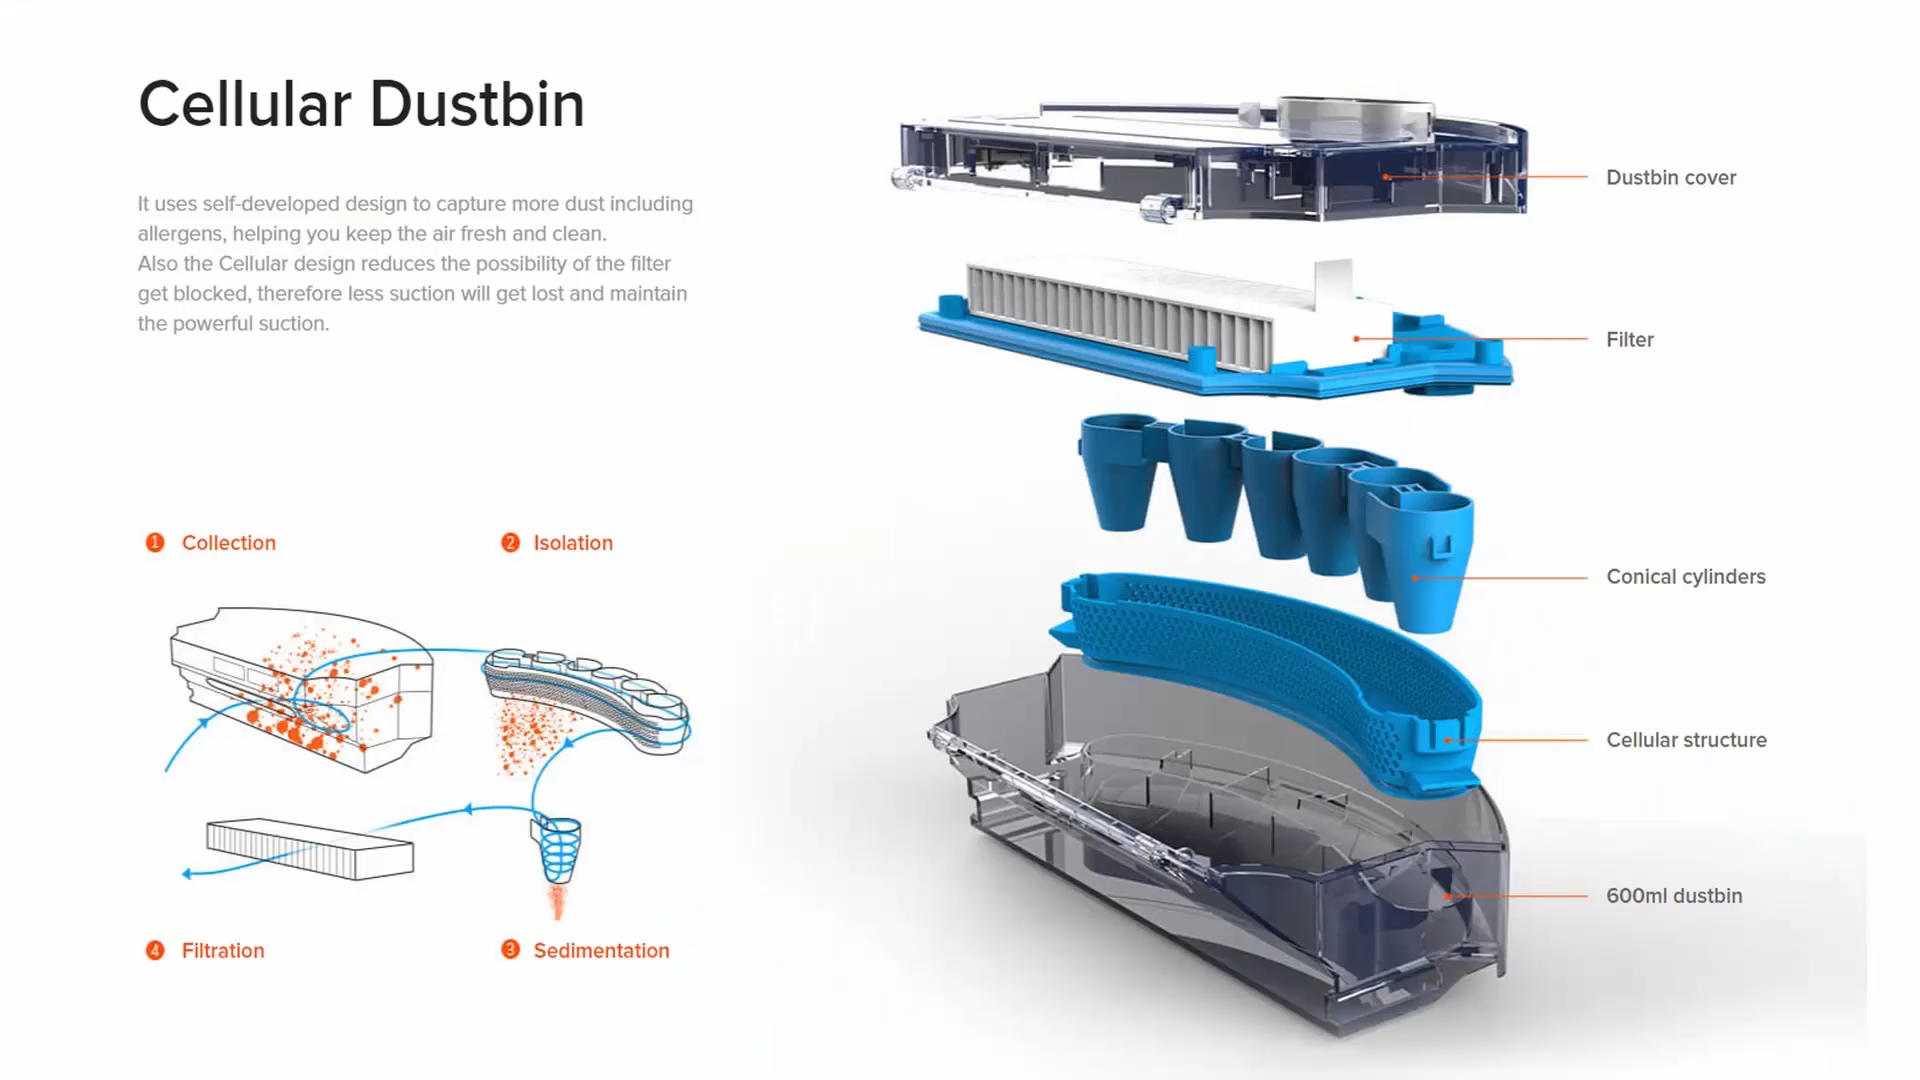 Cellular Dustbin
It uses self-developed design to capture more dust including
allergens, helping you keep the air fresh and clean.
Also the Cellular design reduces the possibility of the filter
get blocked, therefore less suction will get lost and maintain
the powerful suction.
1 Collection
2 Isolation
4 Filtration
3 Sedimentation
Dustbin cover
Filter
Conical cylinders
Cellular structure
600ml dustbin